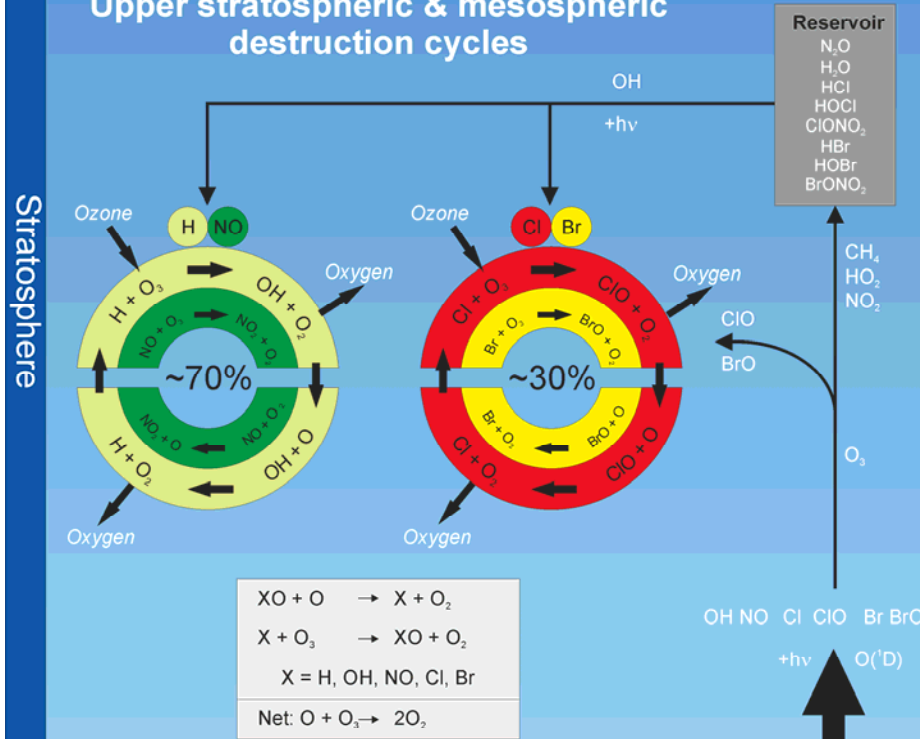 Upper stratospheric & mesospheric
destruction cycles
Stratosphere
Reservoir
N₂O
H₂O
HCl
HOCl
ClONO₂
HBr
HOBr
BrONO₂
OH
+hν
Ozone
H
NO
Oxygen
H + O₃
OH + O₂
NO + O₃
NO₂ + O₂
~70%
NO₂ + O
NO + O₂
H + O₂
OH + O
Oxygen
Ozone
Cl
Br
Oxygen
Cl + O₃
ClO + O₂
Br + O₃
BrO + O₂
~30%
Br + O₂
BrO + O
Cl + O₂
ClO + O
Oxygen
CH₄
HO₂
NO₂
ClO
BrO
O₃
XO + O → X + O₂
X + O₃ → XO + O₂
X = H, OH, NO, Cl, Br
Net: O + O₃→ 2O₂
OH NO Cl ClO Br BrO
+hν O(¹D)